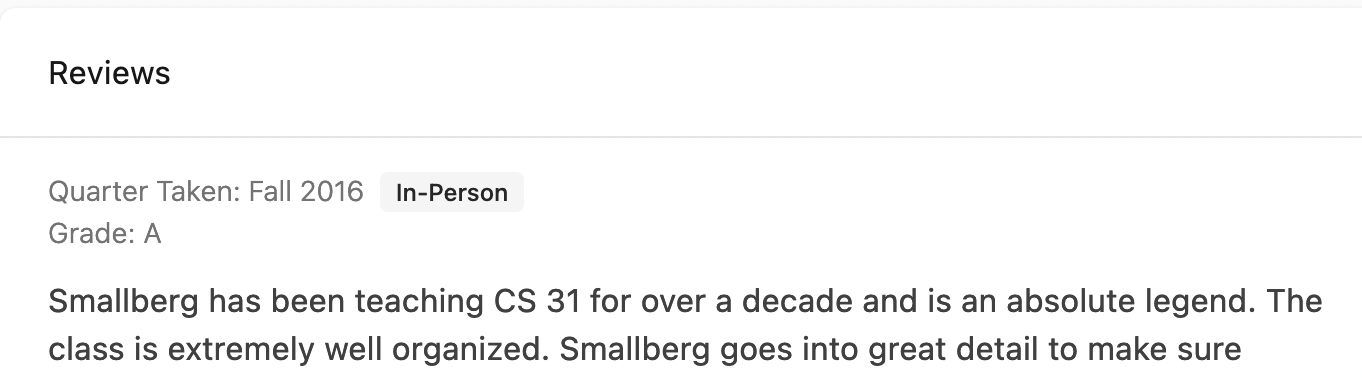 Reviews
Quarter Taken: Fall 2016 In-Person
Grade: A
Smallberg has been teaching CS 31 for over a decade and is an absolute legend. The
class is extremely well organized. Smallberg goes into great detail to make sure